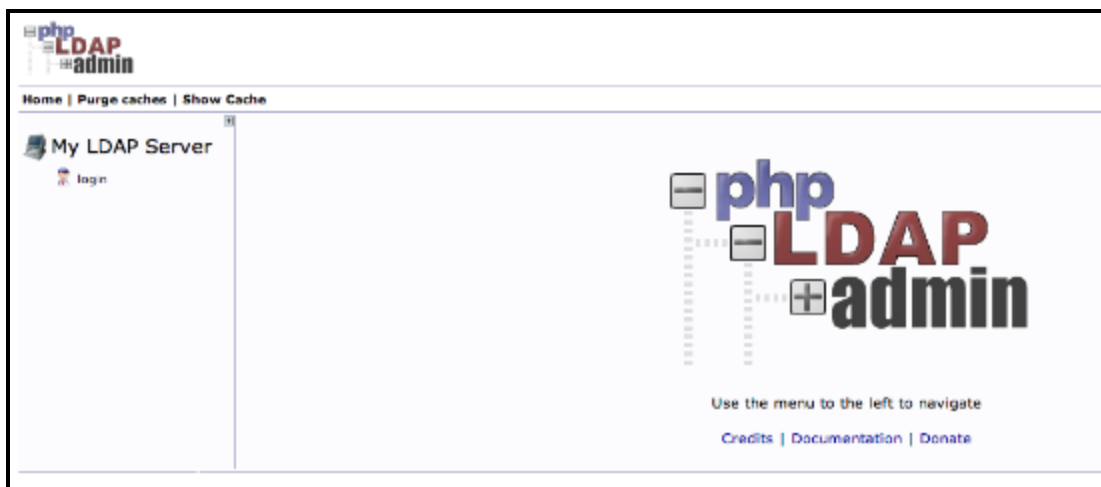 php
LDAP
admin
Home | Purge caches | Show Cache
My LDAP Server
login
php
LDAP
admin
Use the menu to the left to navigate
Credits | Documentation | Donate